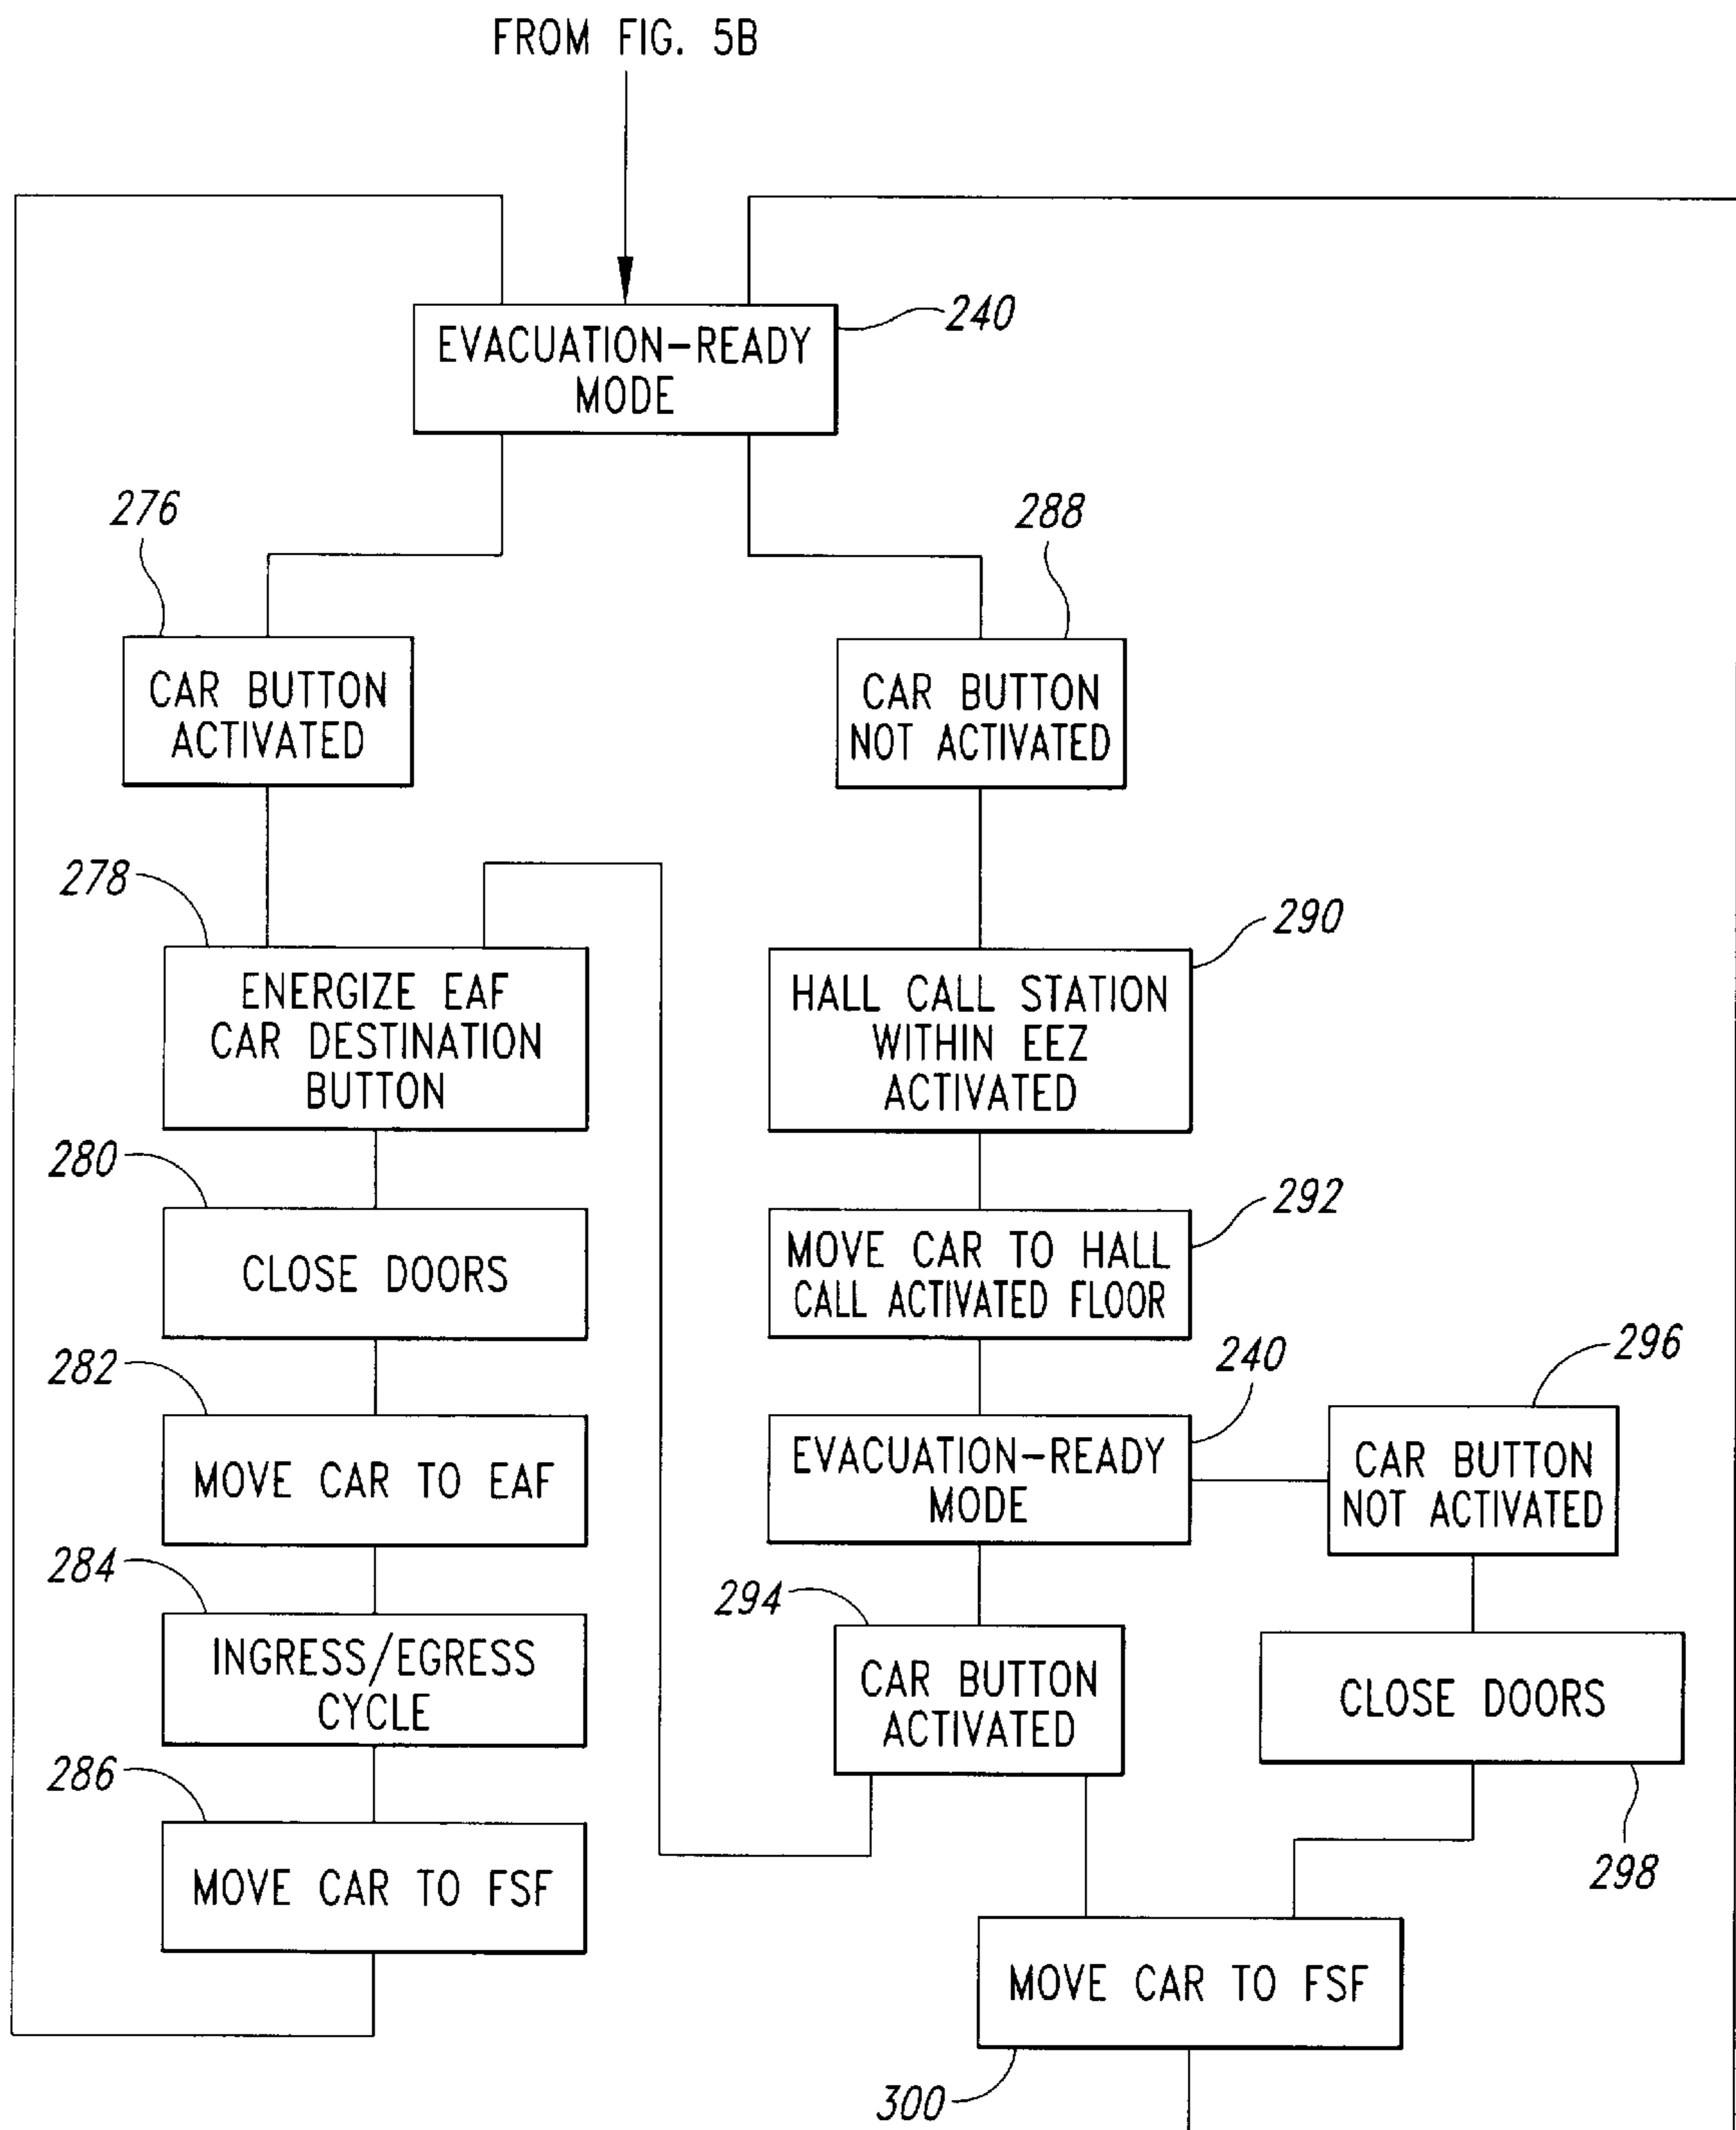 FROM FIG. 5B
240
EVACUATION-READY
MODE
276
288
CAR BUTTON
ACTIVATED
CAR BUTTON
NOT ACTIVATED
278
290
ENERGIZE EAF
CAR DESTINATION
BUTTON
HALL CALL STATION
WITHIN EEZ
ACTIVATED
280
292
CLOSE DOORS
MOVE CAR TO HALL
CALL ACTIVATED FLOOR
282
240
296
MOVE CAR TO EAF
EVACUATION-READY
MODE
CAR BUTTON
NOT ACTIVATED
284
294
INGRESS/EGRESS
CYCLE
CAR BUTTON
ACTIVATED
CLOSE DOORS
286
298
MOVE CAR TO FSF
MOVE CAR TO FSF
300